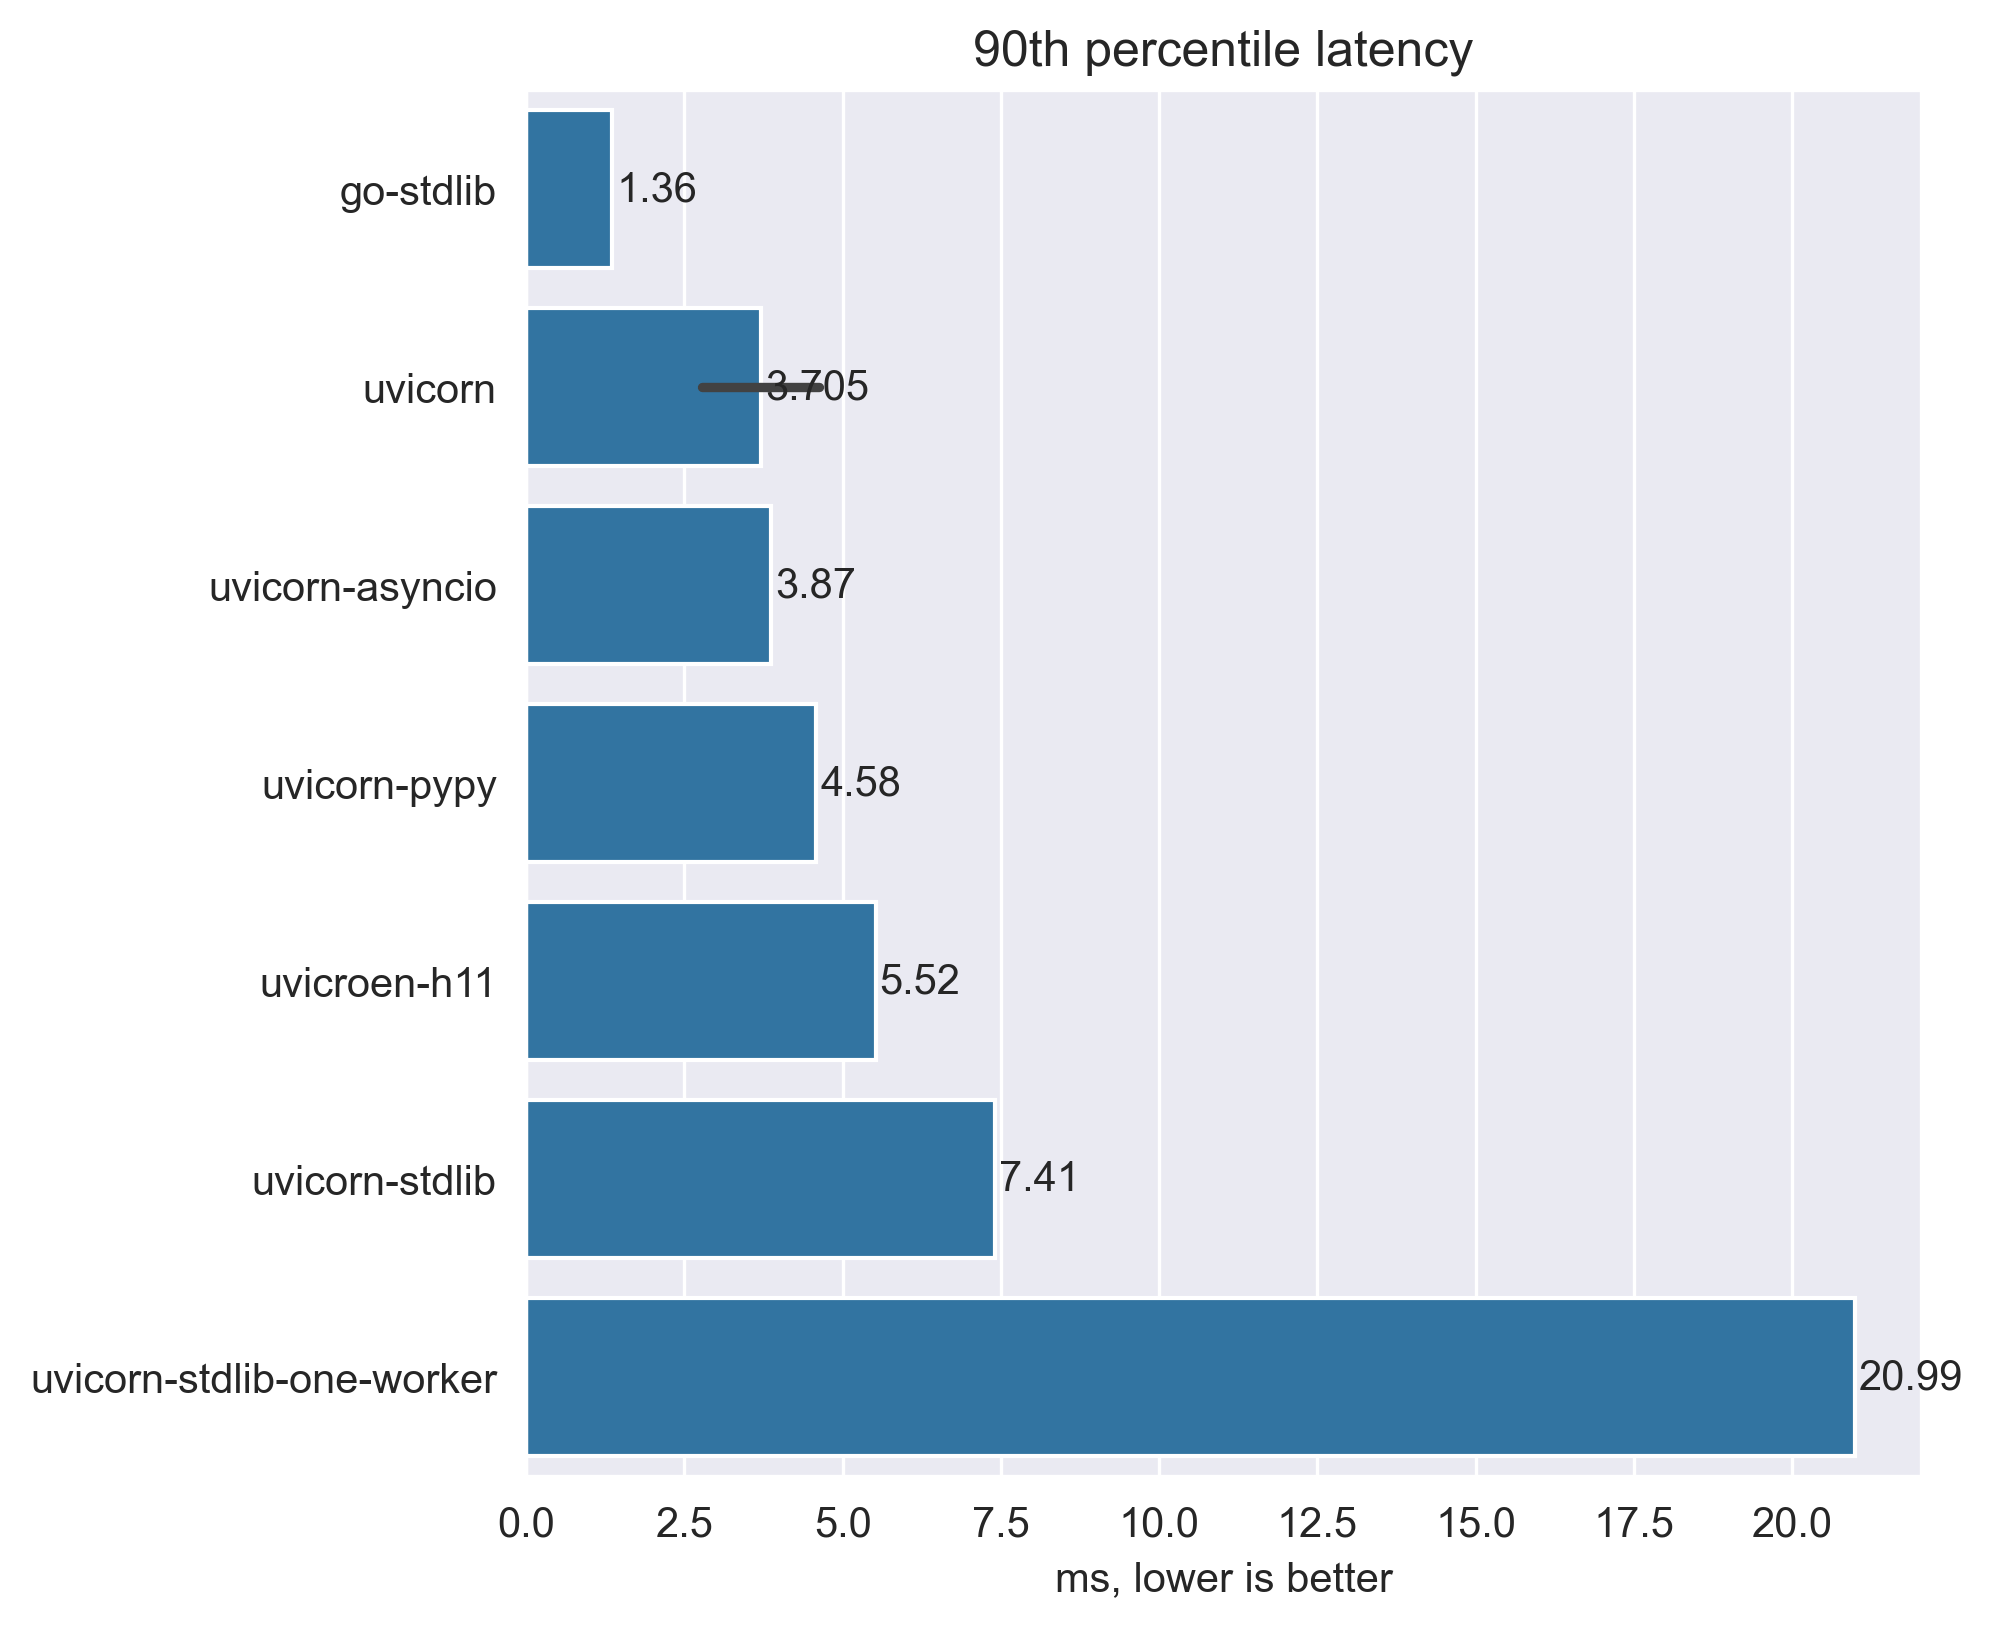 90th percentile latency
go-stdlib 1.36
uvicorn 3.705
uvicorn-asyncio 3.87
uvicorn-pypy 4.58
uvicroen-h11 5.52
uvicorn-stdlib 7.41
uvicorn-stdlib-one-worker 20.99
0.0 2.5 5.0 7.5 10.0 12.5 15.0 17.5 20.0
ms, lower is better